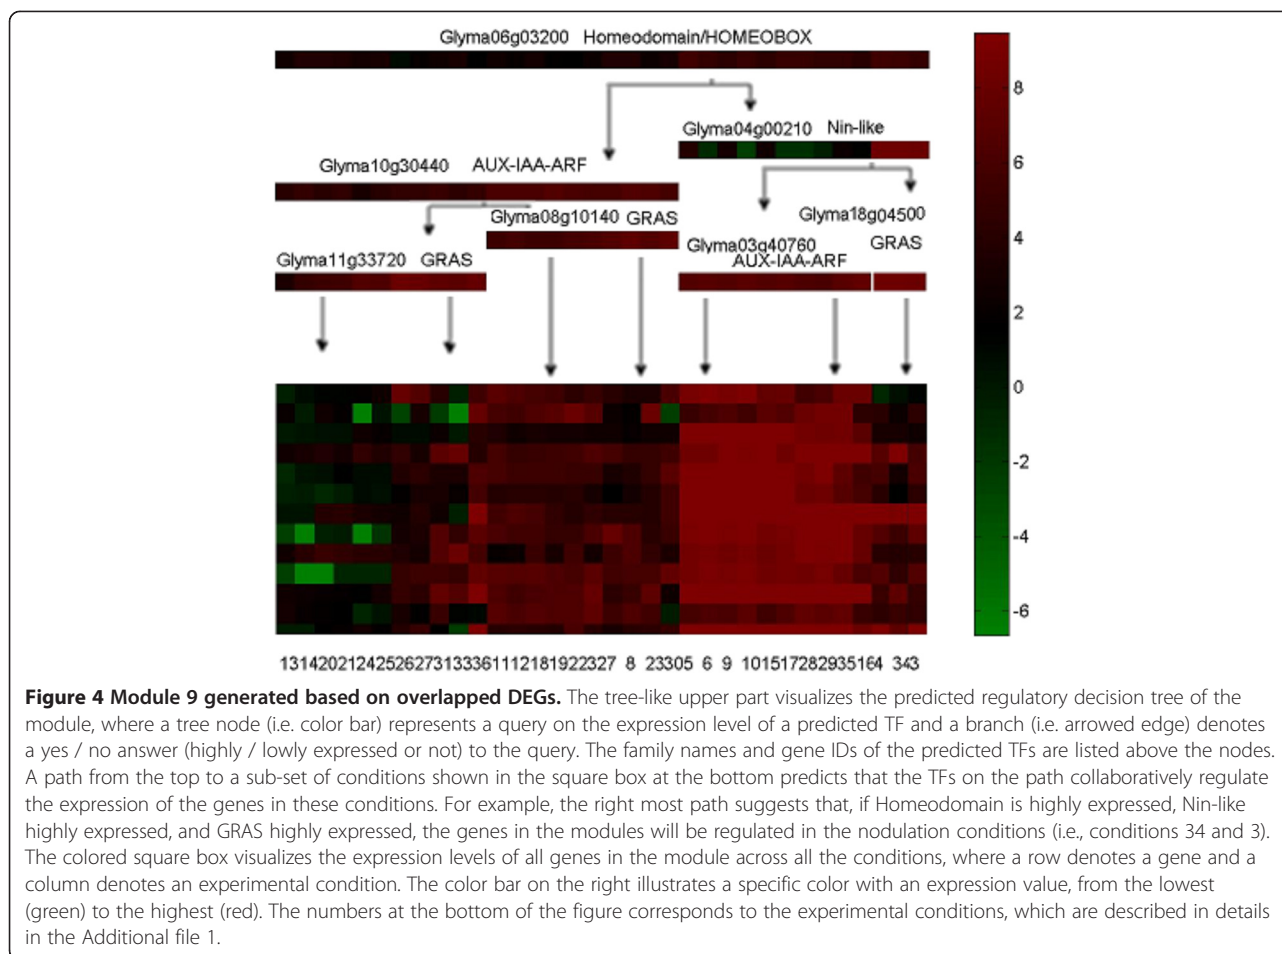 Glyma06g03200 Homeodomain/HOMEOBOX
Glyma04g00210 Nin-like
Glyma10g30440 AUX-IAA-ARF
Glyma08g10140 GRAS
Glyma18g04500
GRAS
Glyma03g40760
AUX-IAA-ARF
Glyma11g33720 GRAS
8
6
4
2
0
-2
-4
-6
131420212425262731333611121819222327 8 23305 6 9 1015172829351643443
Figure 4 Module 9 generated based on overlapped DEGs. The tree-like upper part visualizes the predicted regulatory decision tree of the
module, where a tree node (i.e. color bar) represents a query on the expression level of a predicted TF and a branch (i.e. arrowed edge) denotes
a yes / no answer (highly / lowly expressed or not) to the query. The family names and gene IDs of the predicted TFs are listed above the nodes.
A path from the top to a sub-set of conditions shown in the square box at the bottom predicts that the TFs on the path collaboratively regulate
the expression of the genes in these conditions. For example, the right most path suggests that, if Homeodomain is highly expressed, Nin-like
highly expressed, and GRAS highly expressed, the genes in the modules will be regulated in the nodulation conditions (i.e., conditions 34 and 3).
The colored square box visualizes the expression levels of all genes in the module across all the conditions, where a row denotes a gene and a
column denotes an experimental condition. The color bar on the right illustrates a specific color with an expression value, from the lowest
(green) to the highest (red). The numbers at the bottom of the figure corresponds to the experimental conditions, which are described in details
in the Additional file 1.